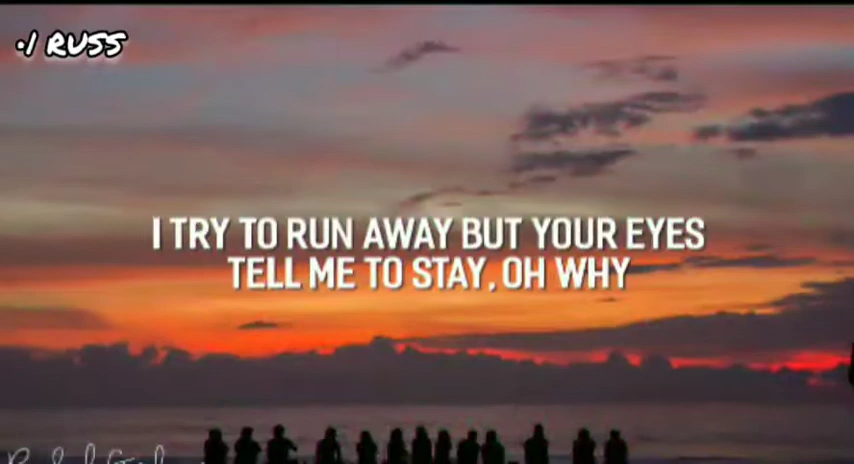 ·/ RUSS
I TRY TO RUN AWAY BUT YOUR EYES
TELL ME TO STAY, OH WHY